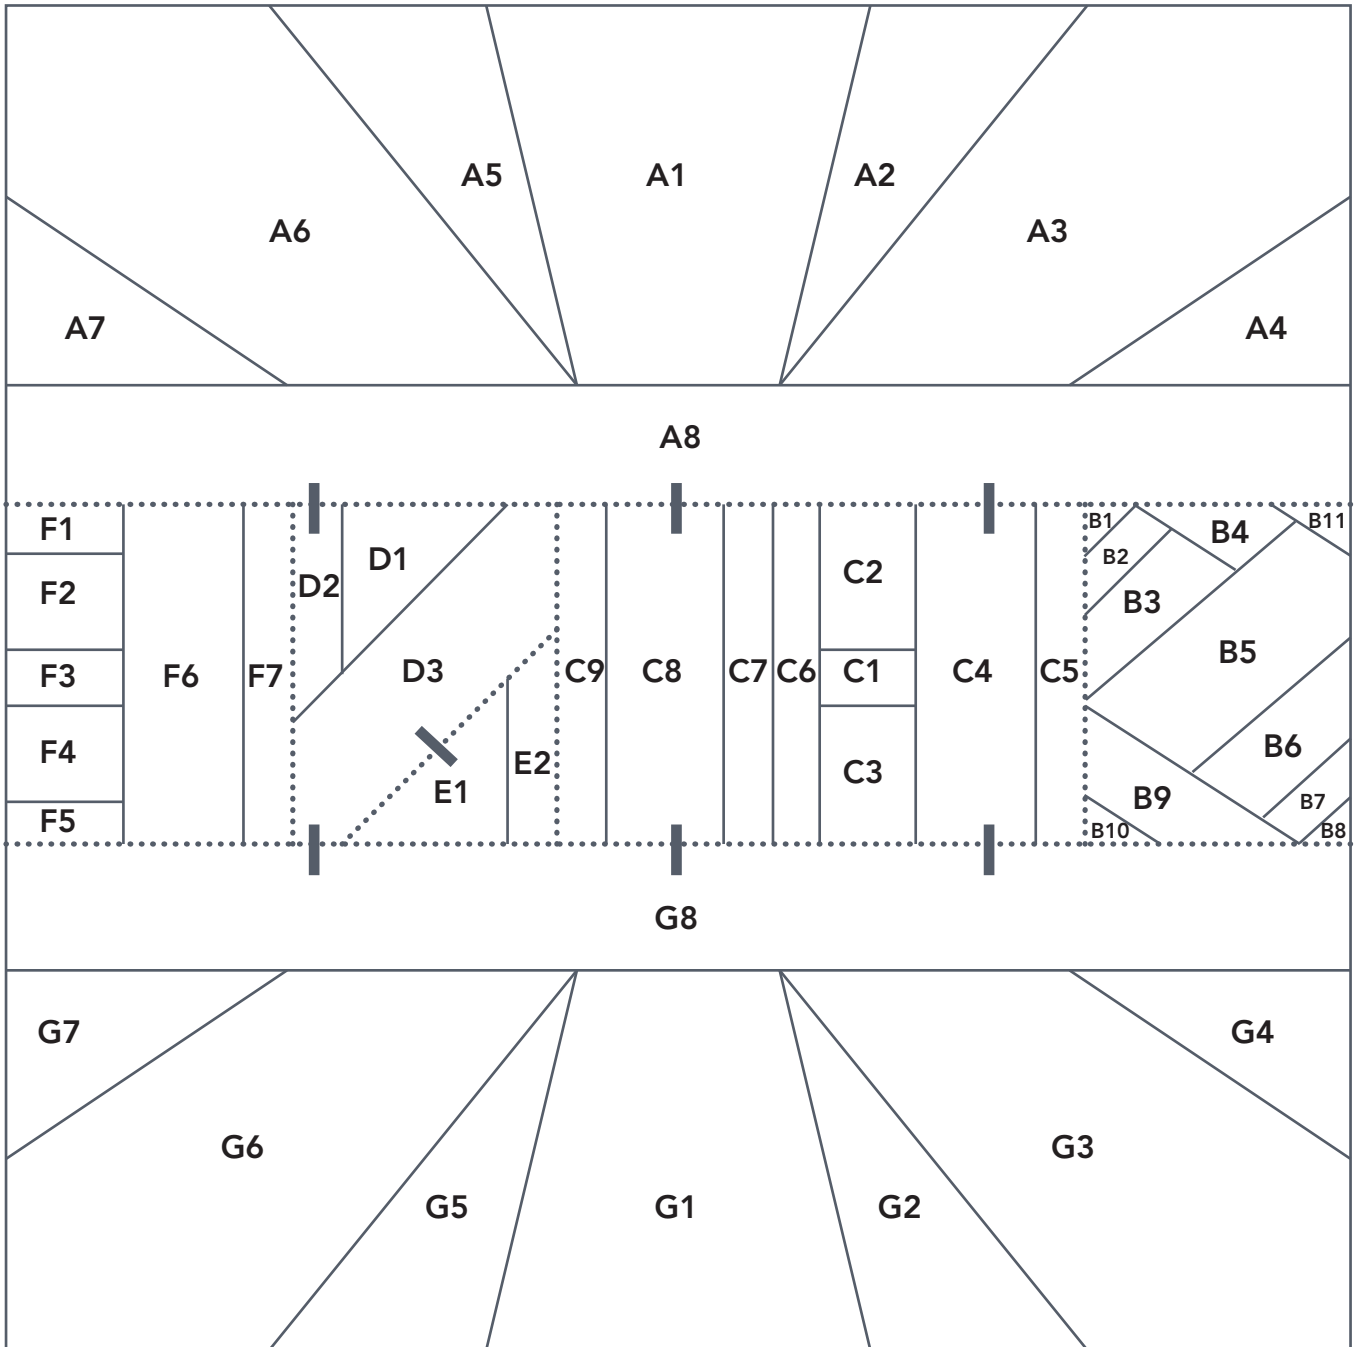 A5 A1 A2
A6 A3
A7 A4
A8
F1 B1 B4 B11
D1 B2
F2 D2 C2 B3
F3 F6 F7 D3 C9 C8 C7 C6 C1 C4 C5 B5
F4 E1 E2 C3 B6
F5 B9 B7
B10 B8
G8
G7 G4
G6 G3
G5 G1 G2